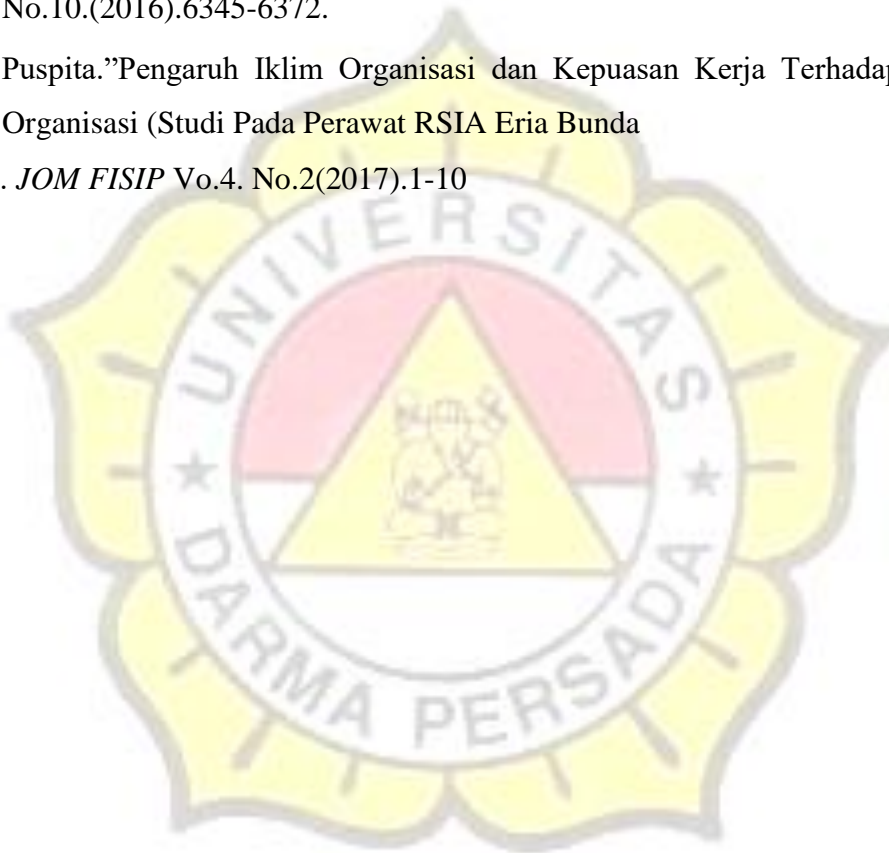 No.10.(2016).6345-6372.
Puspita.”Pengaruh Iklim Organisasi dan Kepuasan Kerja Terhadap
Organisasi (Studi Pada Perawat RSIA Eria Bunda
. JOM FISIP Vo.4. No.2(2017).1-10
UNIVERSITAS
DARMA PERSADA